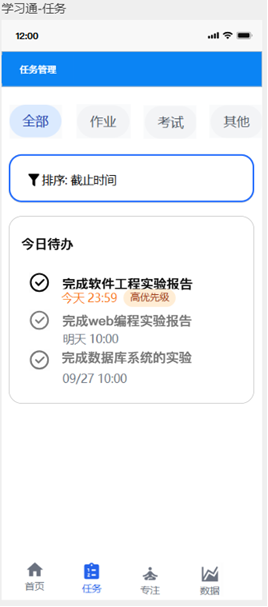 学习通-任务
12:00
任务管理
全部 作业 考试 其他
排序: 截止时间
今日待办
完成软件工程实验报告
今天 23:59 高优先级
完成web编程实验报告
明天 10:00
完成数据库系统的实验
09/27 10:00
首页 任务 专注 数据